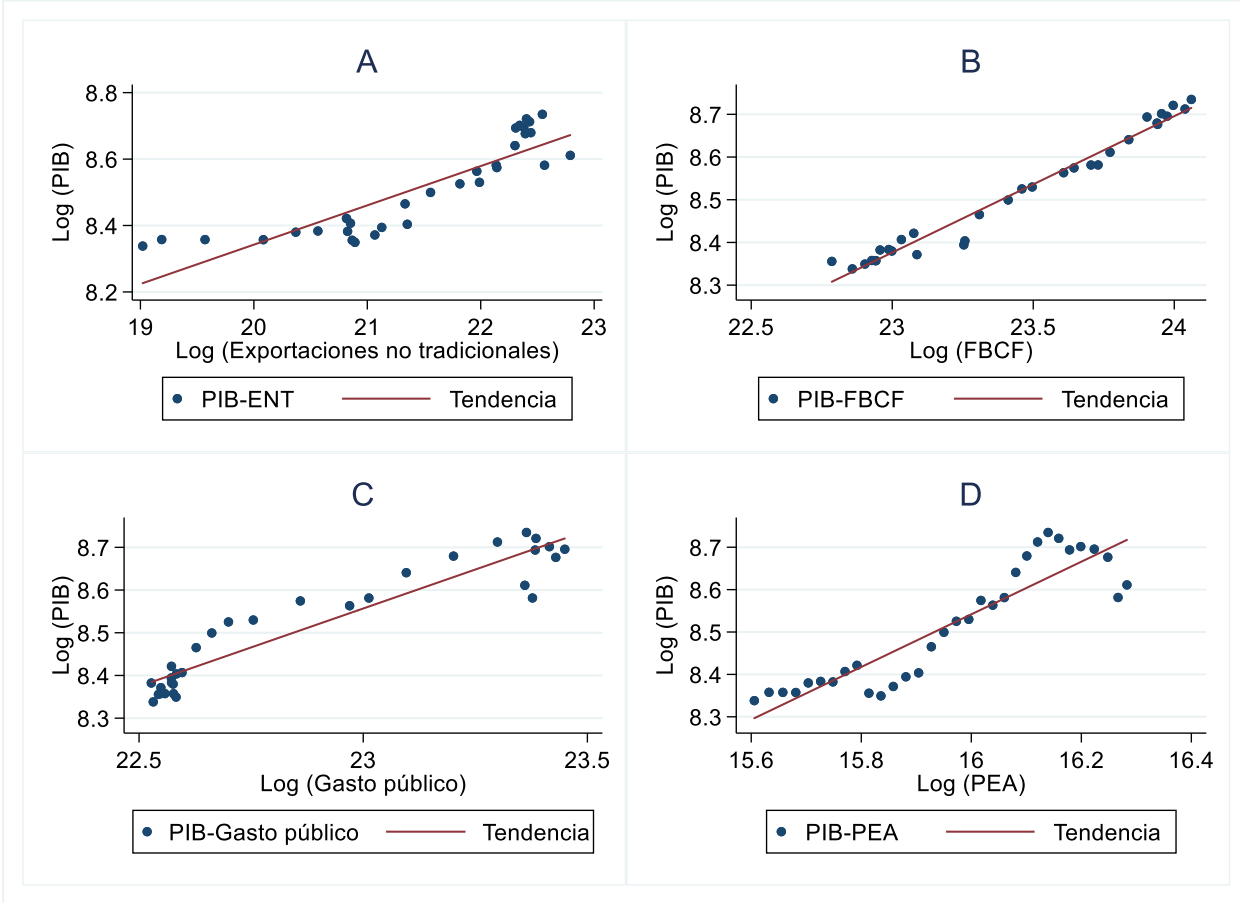 A
8.8
8.6
8.4
8.2
Log (PIB)
19 20 21 22 23
Log (Exportaciones no tradicionales)
PIB-ENT Tendencia
B
8.7
8.6
8.5
8.4
8.3
Log (PIB)
22.5 23 23.5 24
Log (FBCF)
PIB-FBCF Tendencia
C
8.7
8.6
8.5
8.4
8.3
Log (PIB)
22.5 23 23.5
Log (Gasto público)
PIB-Gasto público Tendencia
D
8.7
8.6
8.5
8.4
8.3
Log (PIB)
15.6 15.8 16 16.2 16.4
Log (PEA)
PIB-PEA Tendencia